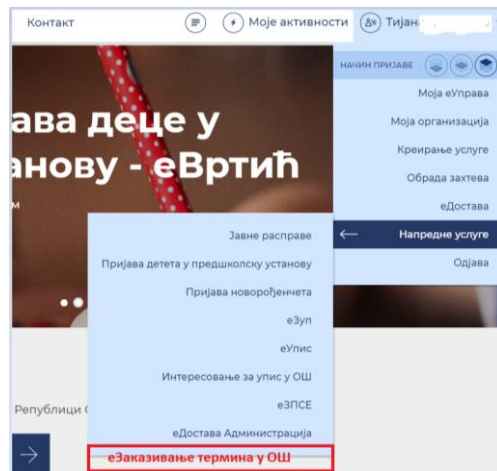 Контакт
Моје активности
Тијана
НАЧИН ПРИЈАВЕ
Моја еУправа
Моја организација
Креирање услуге
Обрада захтева
еДостава
Напредне услуге
Одјава
ава деце у
анову - еВртић
м
Јавне расправе
Пријава детета у предшколску установу
Пријава новорођенчета
еЗуп
еУпис
Интересовање за упис у ОШ
еЗПСЕ
еДостава Администрација
еЗаказивање термина у ОШ
Републици